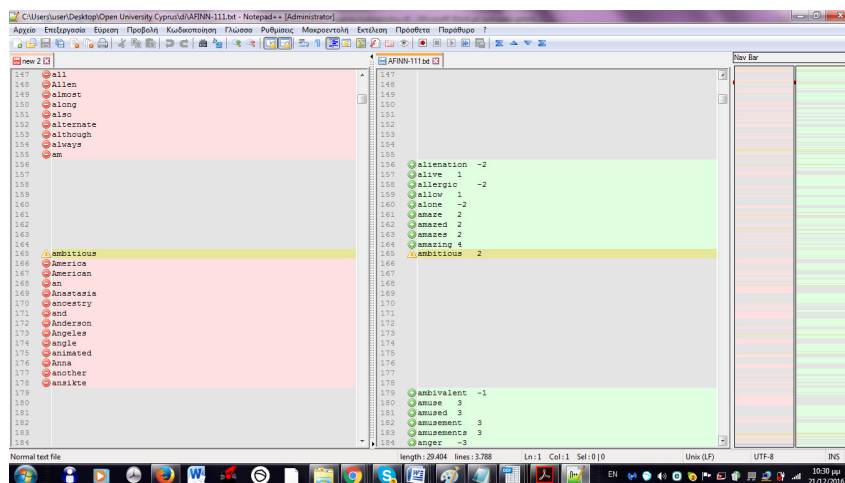 C:\Users\user\Desktop\Open University Cyprus\di\AFINN-111.txt - Notepad++ [Administrator]
Αρχείο Επεξεργασία Εύρεση Προβολή Κωδικοποίηση Γλώσσα Ρυθμίσεις Μακροεντολή Εκτέλεση Πρόσθετα Παράθυρο ?
new 2
147 all
148 Allen
149 almost
150 along
151 also
152 alternate
153 although
154 always
155 am
156
157
158
159
160
161
162
163
164
165 ambitious
166 America
167 American
168 an
169 Anastasia
170 ancestry
171 and
172 Anderson
173 Angeles
174 angle
175 animated
176 Anna
177 another
178 ansikte
179
180
181
182
183
184
AFINN-111.txt
147
148
149
150
151
152
153
154
155
156 alienation -2
157 alive 1
158 allergic -2
159 allow 1
160 alone -2
161 amaze 2
162 amazed 2
163 amazes 2
164 amazing 4
165 ambitious 2
166
167
168
169
170
171
172
173
174
175
176
177
178
179 ambivalent -1
180 amuse 3
181 amused 3
182 amusement 3
183 amusements 3
184 anger -3
Nav Bar
Normal text file length : 29.404 lines : 3.788 Ln : 1 Col : 1 Sel : 0 | 0 Unix (LF) UTF-8 INS
EN 10:30 μμ
21/12/2016